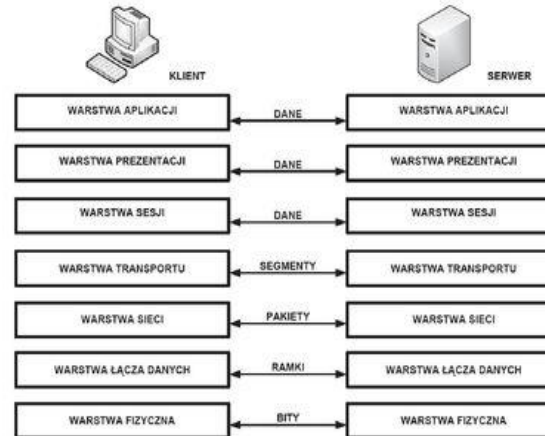 KLIENT SERWER
WARSTWA APLIKACJI DANE WARSTWA APLIKACJI
WARSTWA PREZENTACJI DANE WARSTWA PREZENTACJI
WARSTWA SESJI DANE WARSTWA SESJI
WARSTWA TRANSPORTU SEGMENTY WARSTWA TRANSPORTU
WARSTWA SIECI PAKIETY WARSTWA SIECI
WARSTWA ŁĄCZA DANYCH RAMKI WARSTWA ŁĄCZA DANYCH
WARSTWA FIZYCZNA BITY WARSTWA FIZYCZNA